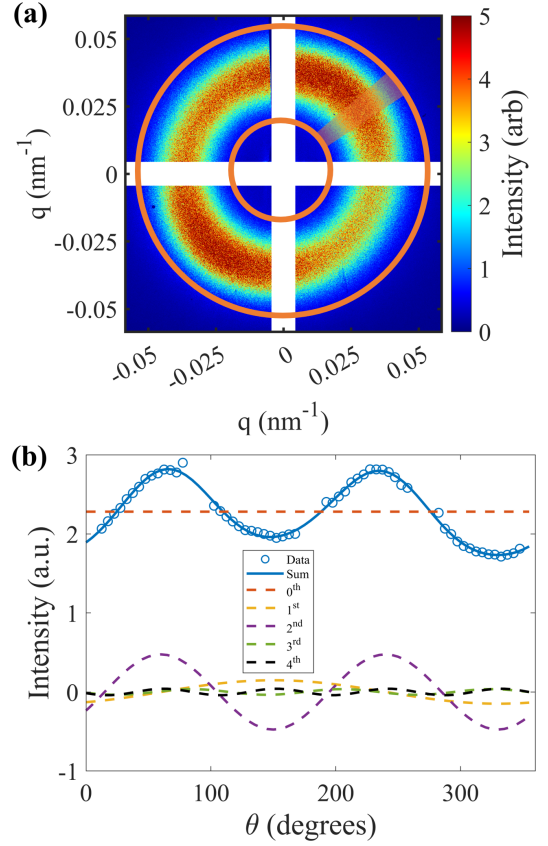 (a)
0.05
0.025
0
-0.025
-0.05
q (nm-1)
-0.05
-0.025
0
0.025
0.05
q (nm-1)
5
4
3
2
1
0
Intensity (arb)
(b)
3
2
1
0
-1
Intensity (a.u.)
Data
Sum
0th
1st
2nd
3rd
4th
0
100
200
300
θ (degrees)